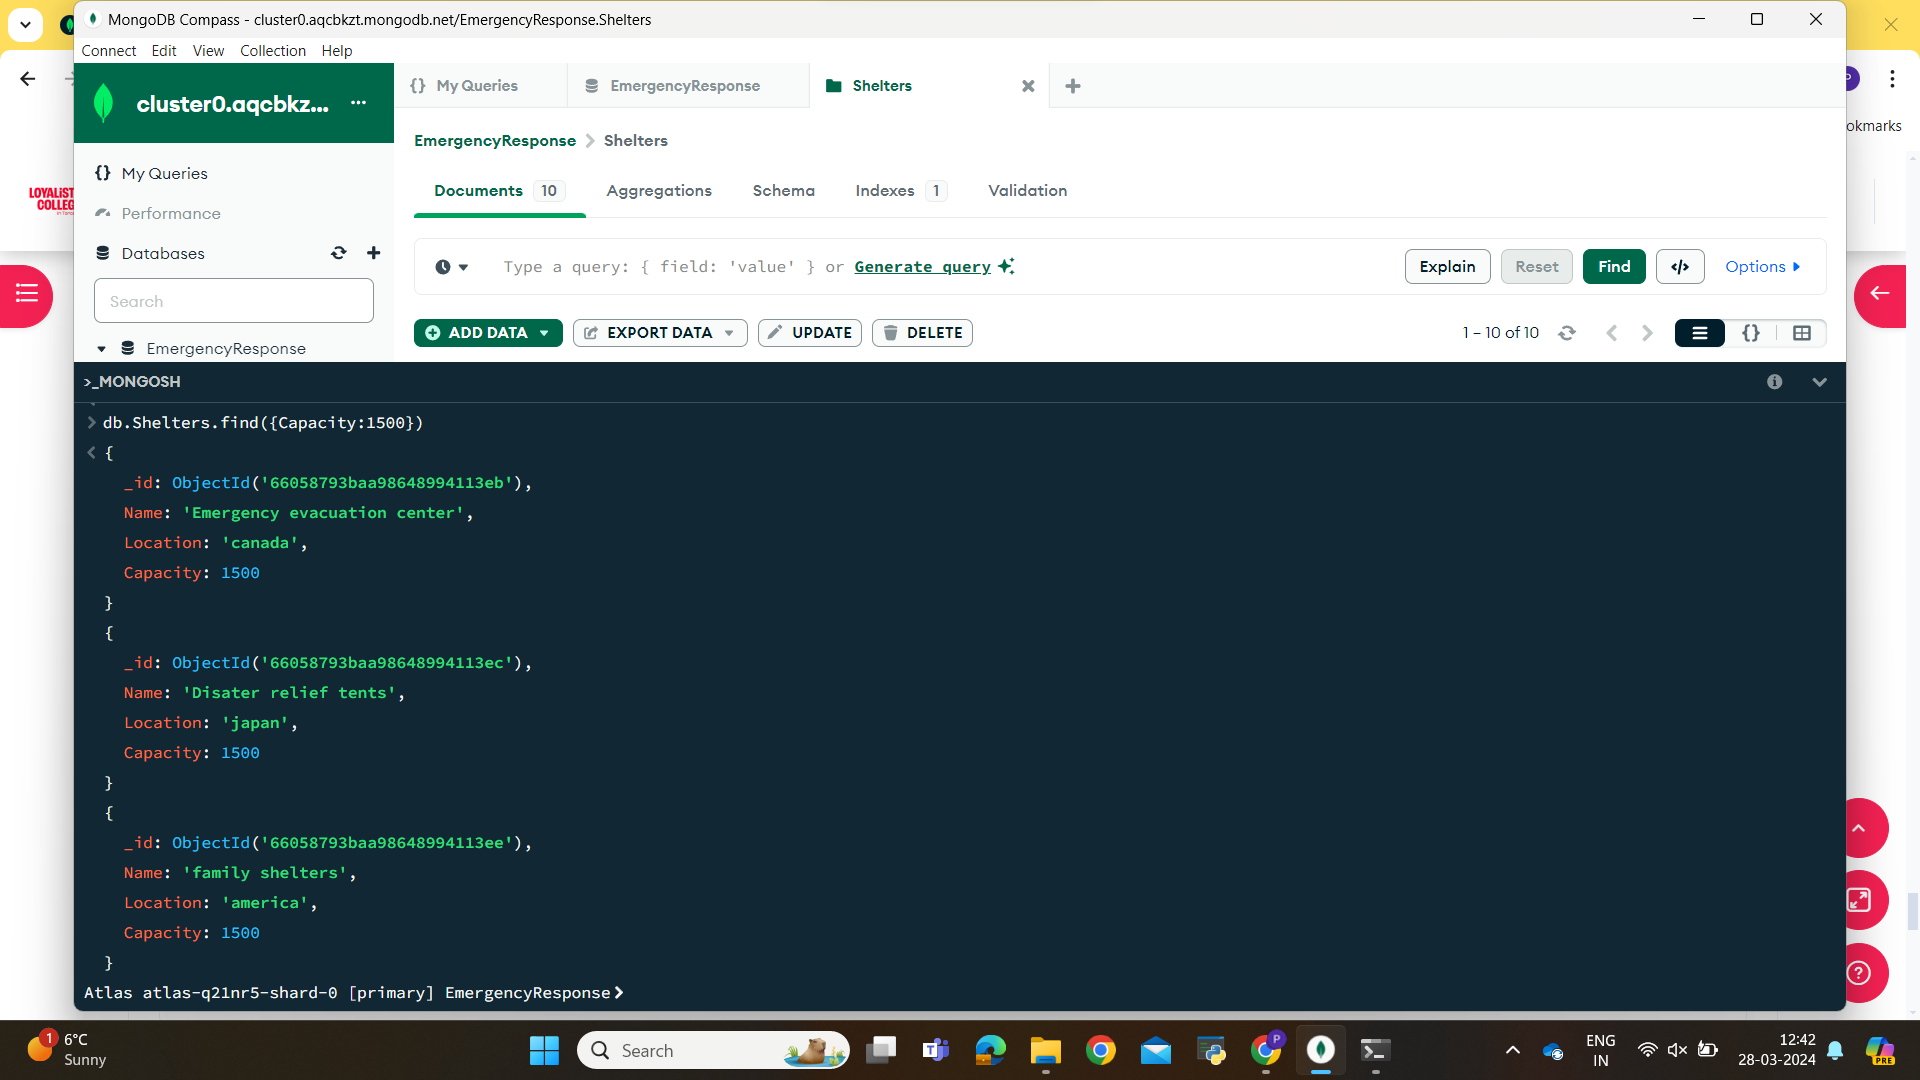 MongoDB Compass - cluster0.aqcbkzt.mongodb.net/EmergencyResponse.Shelters
Connect Edit View Collection Help
cluster0.aqcbkz... ...
{} My Queries
EmergencyResponse
Shelters
EmergencyResponse > Shelters
My Queries
Performance
Databases
Search
EmergencyResponse
Documents 10 Aggregations Schema Indexes 1 Validation
Type a query: { field: 'value' } or Generate query
Explain Reset Find </> Options
ADD DATA EXPORT DATA UPDATE DELETE
1 – 10 of 10
{}
okmarks
LOYALIST
COLLEG
>_MONGOSH
> db.Shelters.find({Capacity:1500})
< {
_id: ObjectId('66058793baa98648994113eb'),
Name: 'Emergency evacuation center',
Location: 'canada',
Capacity: 1500
}
{
_id: ObjectId('66058793baa98648994113ec'),
Name: 'Disater relief tents',
Location: 'japan',
Capacity: 1500
}
{
_id: ObjectId('66058793baa98648994113ee'),
Name: 'family shelters',
Location: 'america',
Capacity: 1500
}
Atlas atlas-q21nr5-shard-0 [primary] EmergencyResponse>
1
6°C
Sunny
Search
P
ENG
IN
12:42
28-03-2024
PRE